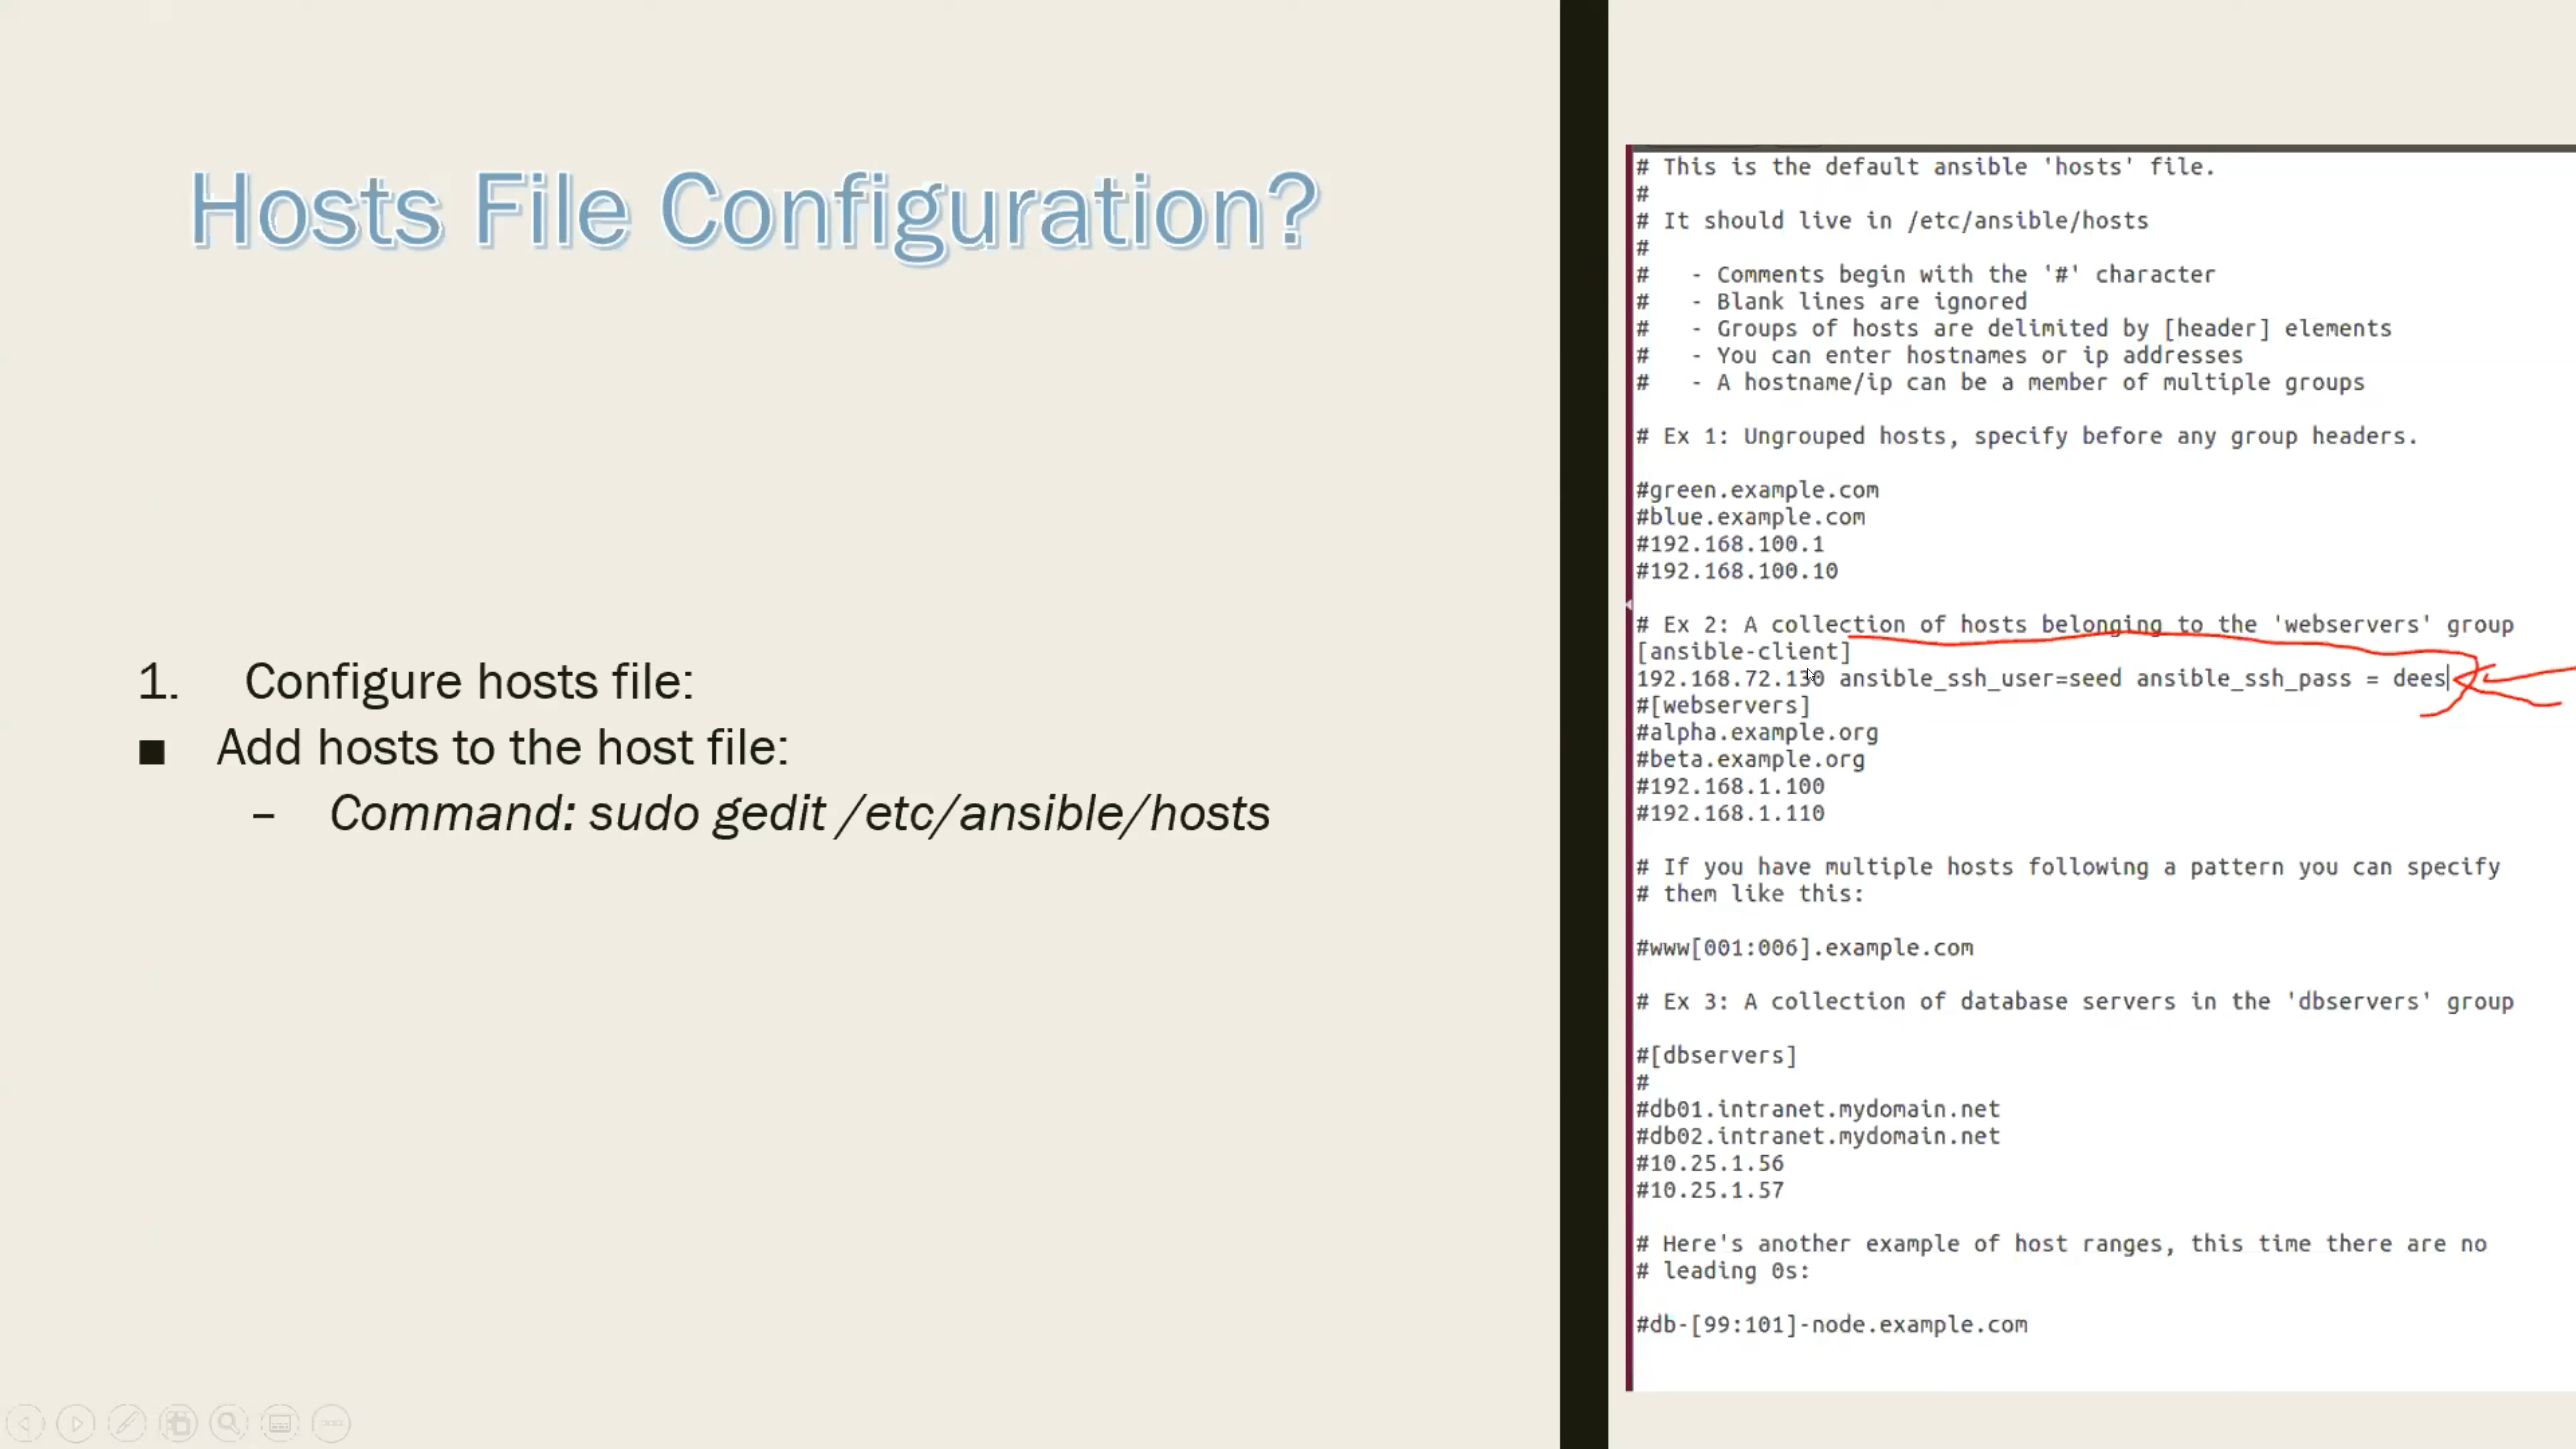 Hosts File Configuration?
1. Configure hosts file:
■ Add hosts to the host file:
– Command: sudo gedit /etc/ansible/hosts
# This is the default ansible 'hosts' file.
#
# It should live in /etc/ansible/hosts
#
#   - Comments begin with the '#' character
#   - Blank lines are ignored
#   - Groups of hosts are delimited by [header] elements
#   - You can enter hostnames or ip addresses
#   - A hostname/ip can be a member of multiple groups
# Ex 1: Ungrouped hosts, specify before any group headers.
#green.example.com
#blue.example.com
#192.168.100.1
#192.168.100.10
# Ex 2: A collection of hosts belonging to the 'webservers' group
[ansible-client]
192.168.72.130 ansible_ssh_user=seed ansible_ssh_pass = dees
#[webservers]
#alpha.example.org
#beta.example.org
#192.168.1.100
#192.168.1.110
# If you have multiple hosts following a pattern you can specify
# them like this:
#www[001:006].example.com
# Ex 3: A collection of database servers in the 'dbservers' group
#[dbservers]
#
#db01.intranet.mydomain.net
#db02.intranet.mydomain.net
#10.25.1.56
#10.25.1.57
# Here's another example of host ranges, this time there are no
# leading 0s:
#db-[99:101]-node.example.com